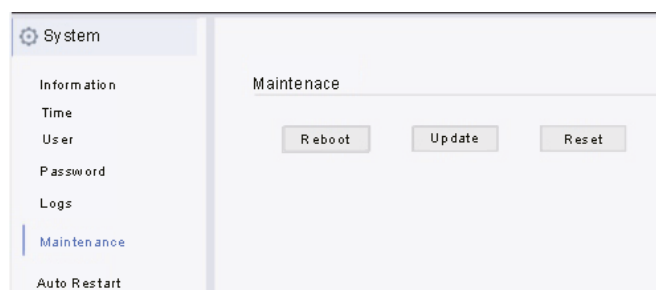 System
Information
Time
User
Password
Logs
Maintenance
Auto Restart
Maintenace
Reboot Update Reset